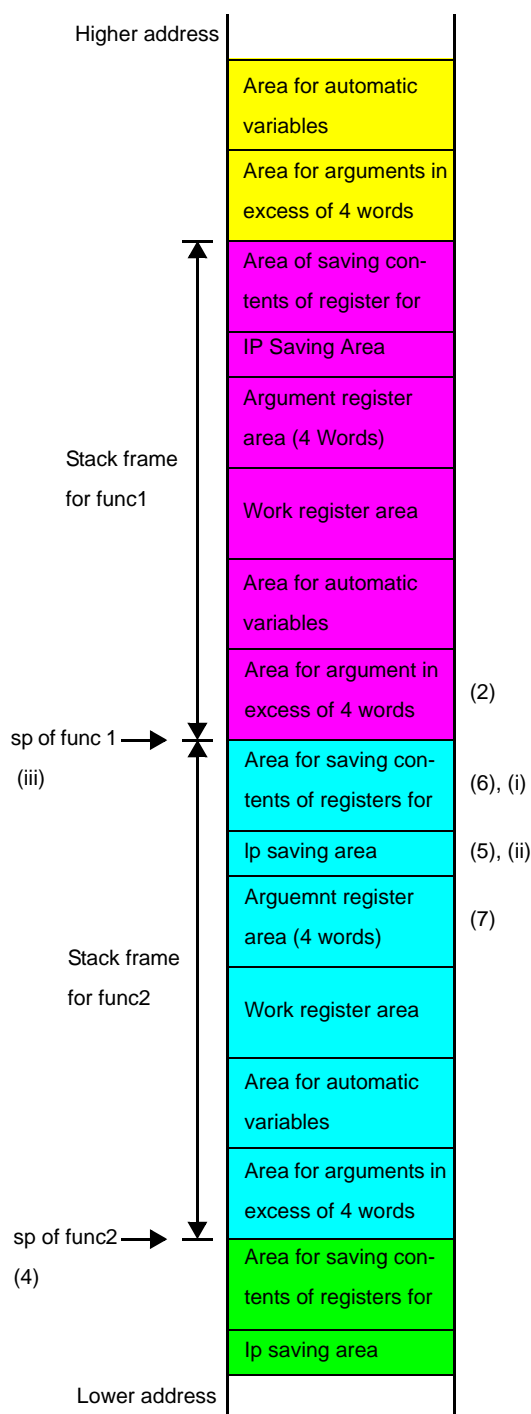 Higher address
Area for automatic
variables
Area for arguments in
excess of 4 words
Area of saving con-
tents of register for
IP Saving Area
Argument register
area (4 Words)
Stack frame
for func1
Work register area
Area for automatic
variables
Area for argument in
excess of 4 words
(2)
sp of func 1
(iii)
Area for saving con-
tents of registers for
(6), (i)
Ip saving area
(5), (ii)
Arguemnt register
area (4 words)
(7)
Stack frame
for func2
Work register area
Area for automatic
variables
Area for arguments in
excess of 4 words
sp of func2
(4)
Area for saving con-
tents of registers for
Ip saving area
Lower address